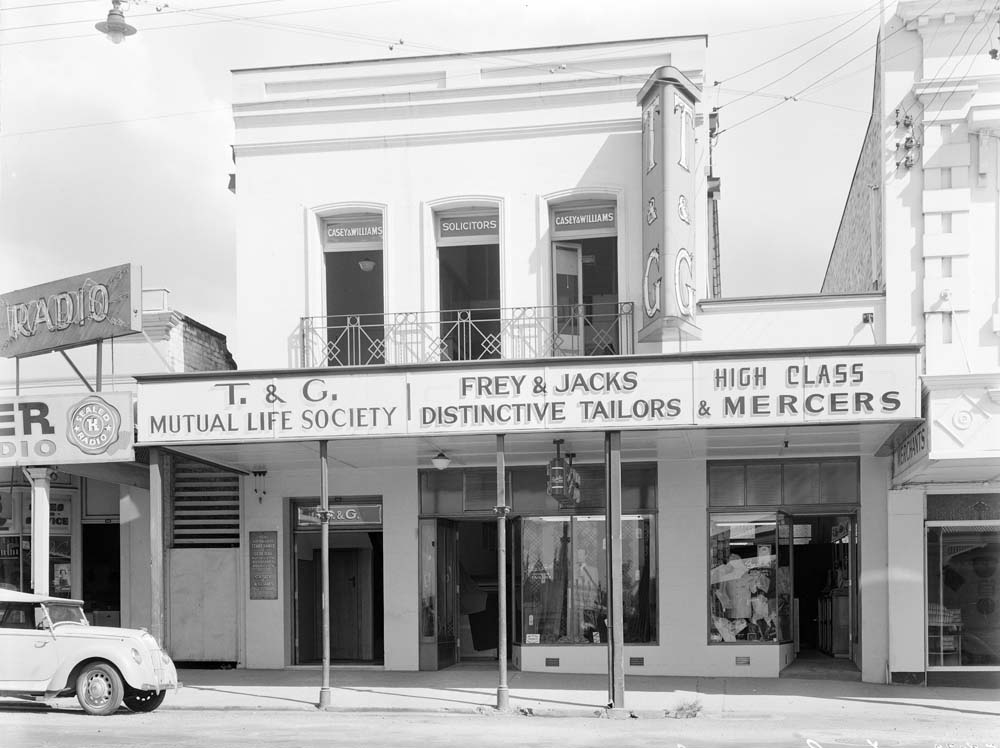 CASEY & WILLIAMS
SOLICITORS
CASEY & WILLIAMS
T & G
T & G
RADIO
ER
DIO
SEALED
RADIO
T. & G.
MUTUAL LIFE SOCIETY
FREY & JACKS
DISTINCTIVE TAILORS
HIGH CLASS
& MERCERS
MERCHANTS
T. & G.